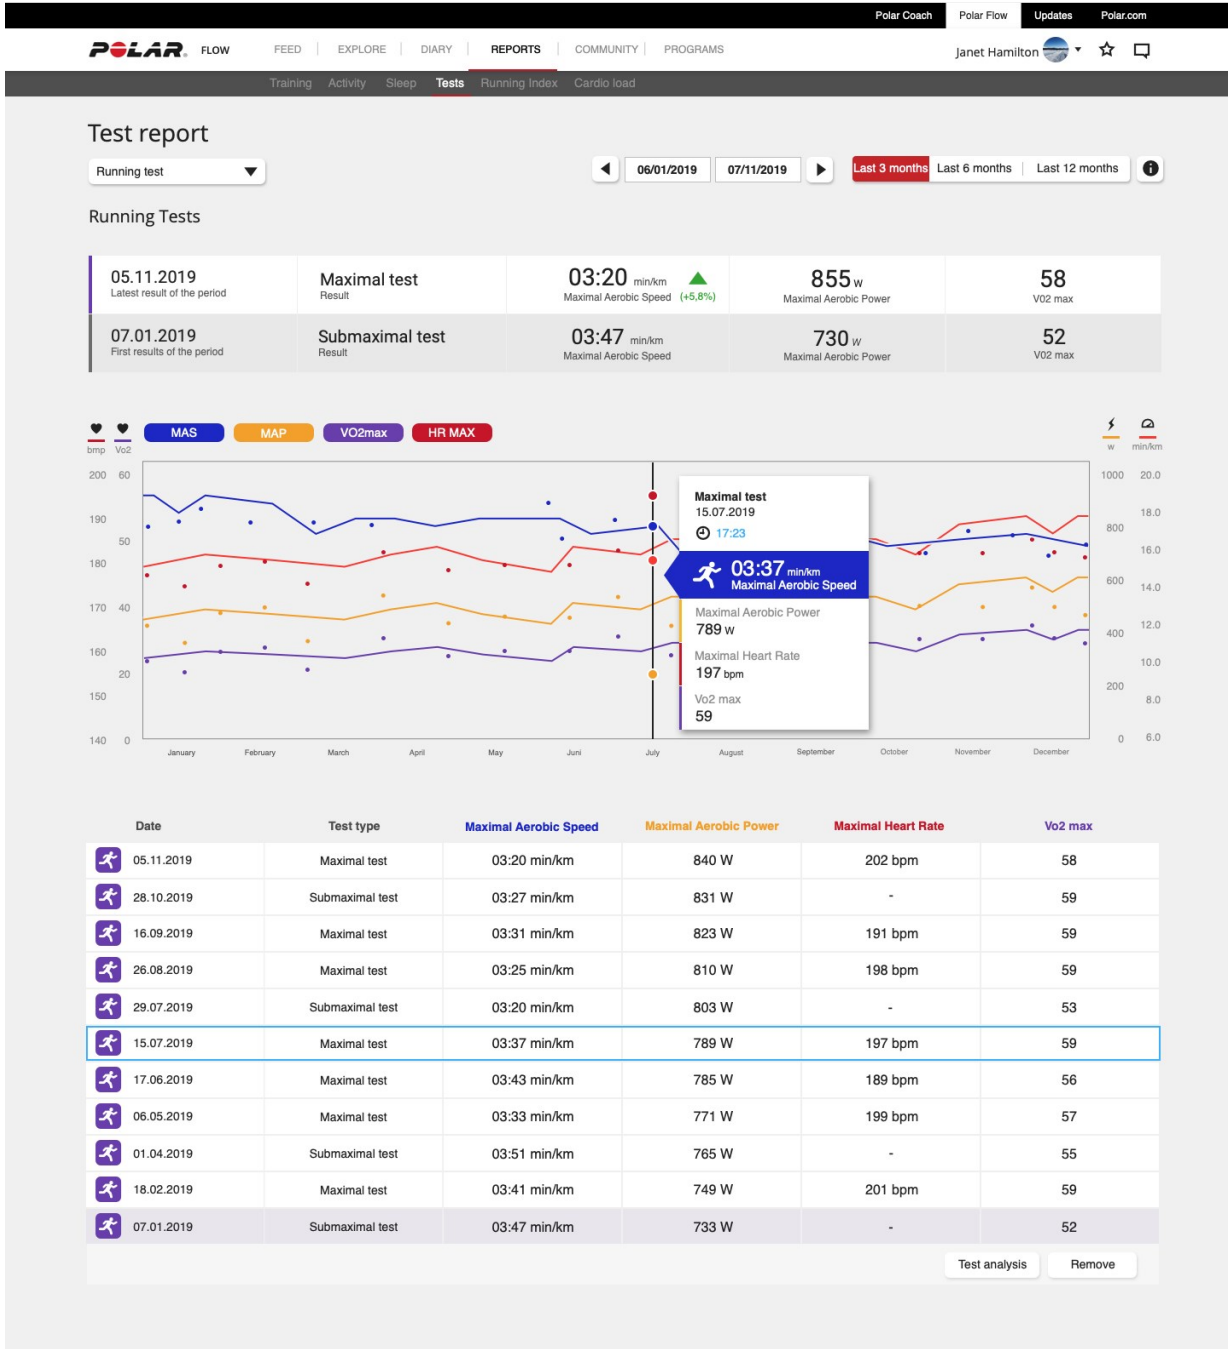 Polar Coach Polar Flow Updates Polar.com
POLAR. FLOW FEED EXPLORE DIARY REPORTS COMMUNITY PROGRAMS Janet Hamilton
Training Activity Sleep Tests Running Index Cardio load
Test report
Running test 06/01/2019 07/11/2019 Last 3 months Last 6 months Last 12 months i
Running Tests
05.11.2019 Maximal test 03:20 min/km 855 w 58
Latest result of the period Result Maximal Aerobic Speed (+5,8%) Maximal Aerobic Power V02 max
07.01.2019 Submaximal test 03:47 min/km 730 w 52
First results of the period Result Maximal Aerobic Speed Maximal Aerobic Power V02 max
MAS MAP VO2max HR MAX
bmp Vo2 w min/km
200 60 1000 20.0
190 18.0
800
50
180 16.0
600 14.0
170 40
12.0
400
160 10.0
20
200
150 8.0
140 0 0 6.0
January February March April May Juni July August September October November December
Maximal test
15.07.2019
17:23
03:37 min/km
Maximal Aerobic Speed
Maximal Aerobic Power
789 w
Maximal Heart Rate
197 bpm
Vo2 max
59
Date Test type Maximal Aerobic Speed Maximal Aerobic Power Maximal Heart Rate Vo2 max
05.11.2019 Maximal test 03:20 min/km 840 W 202 bpm 58
28.10.2019 Submaximal test 03:27 min/km 831 W - 59
16.09.2019 Maximal test 03:31 min/km 823 W 191 bpm 59
26.08.2019 Maximal test 03:25 min/km 810 W 198 bpm 59
29.07.2019 Submaximal test 03:20 min/km 803 W - 53
15.07.2019 Maximal test 03:37 min/km 789 W 197 bpm 59
17.06.2019 Maximal test 03:43 min/km 785 W 189 bpm 56
06.05.2019 Maximal test 03:33 min/km 771 W 199 bpm 57
01.04.2019 Submaximal test 03:51 min/km 765 W - 55
18.02.2019 Maximal test 03:41 min/km 749 W 201 bpm 59
07.01.2019 Submaximal test 03:47 min/km 733 W - 52
Test analysis Remove